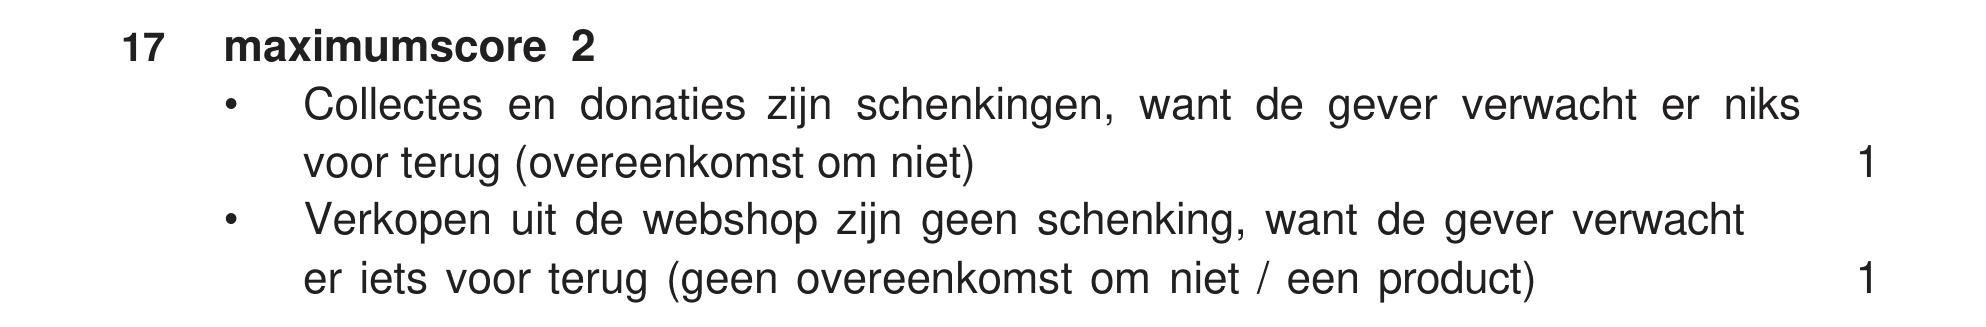 17 maximumscore 2
• Collectes en donaties zijn schenkingen, want de gever verwacht er niks
voor terug (overeenkomst om niet) 1
• Verkopen uit de webshop zijn geen schenking, want de gever verwacht
er iets voor terug (geen overeenkomst om niet / een product) 1